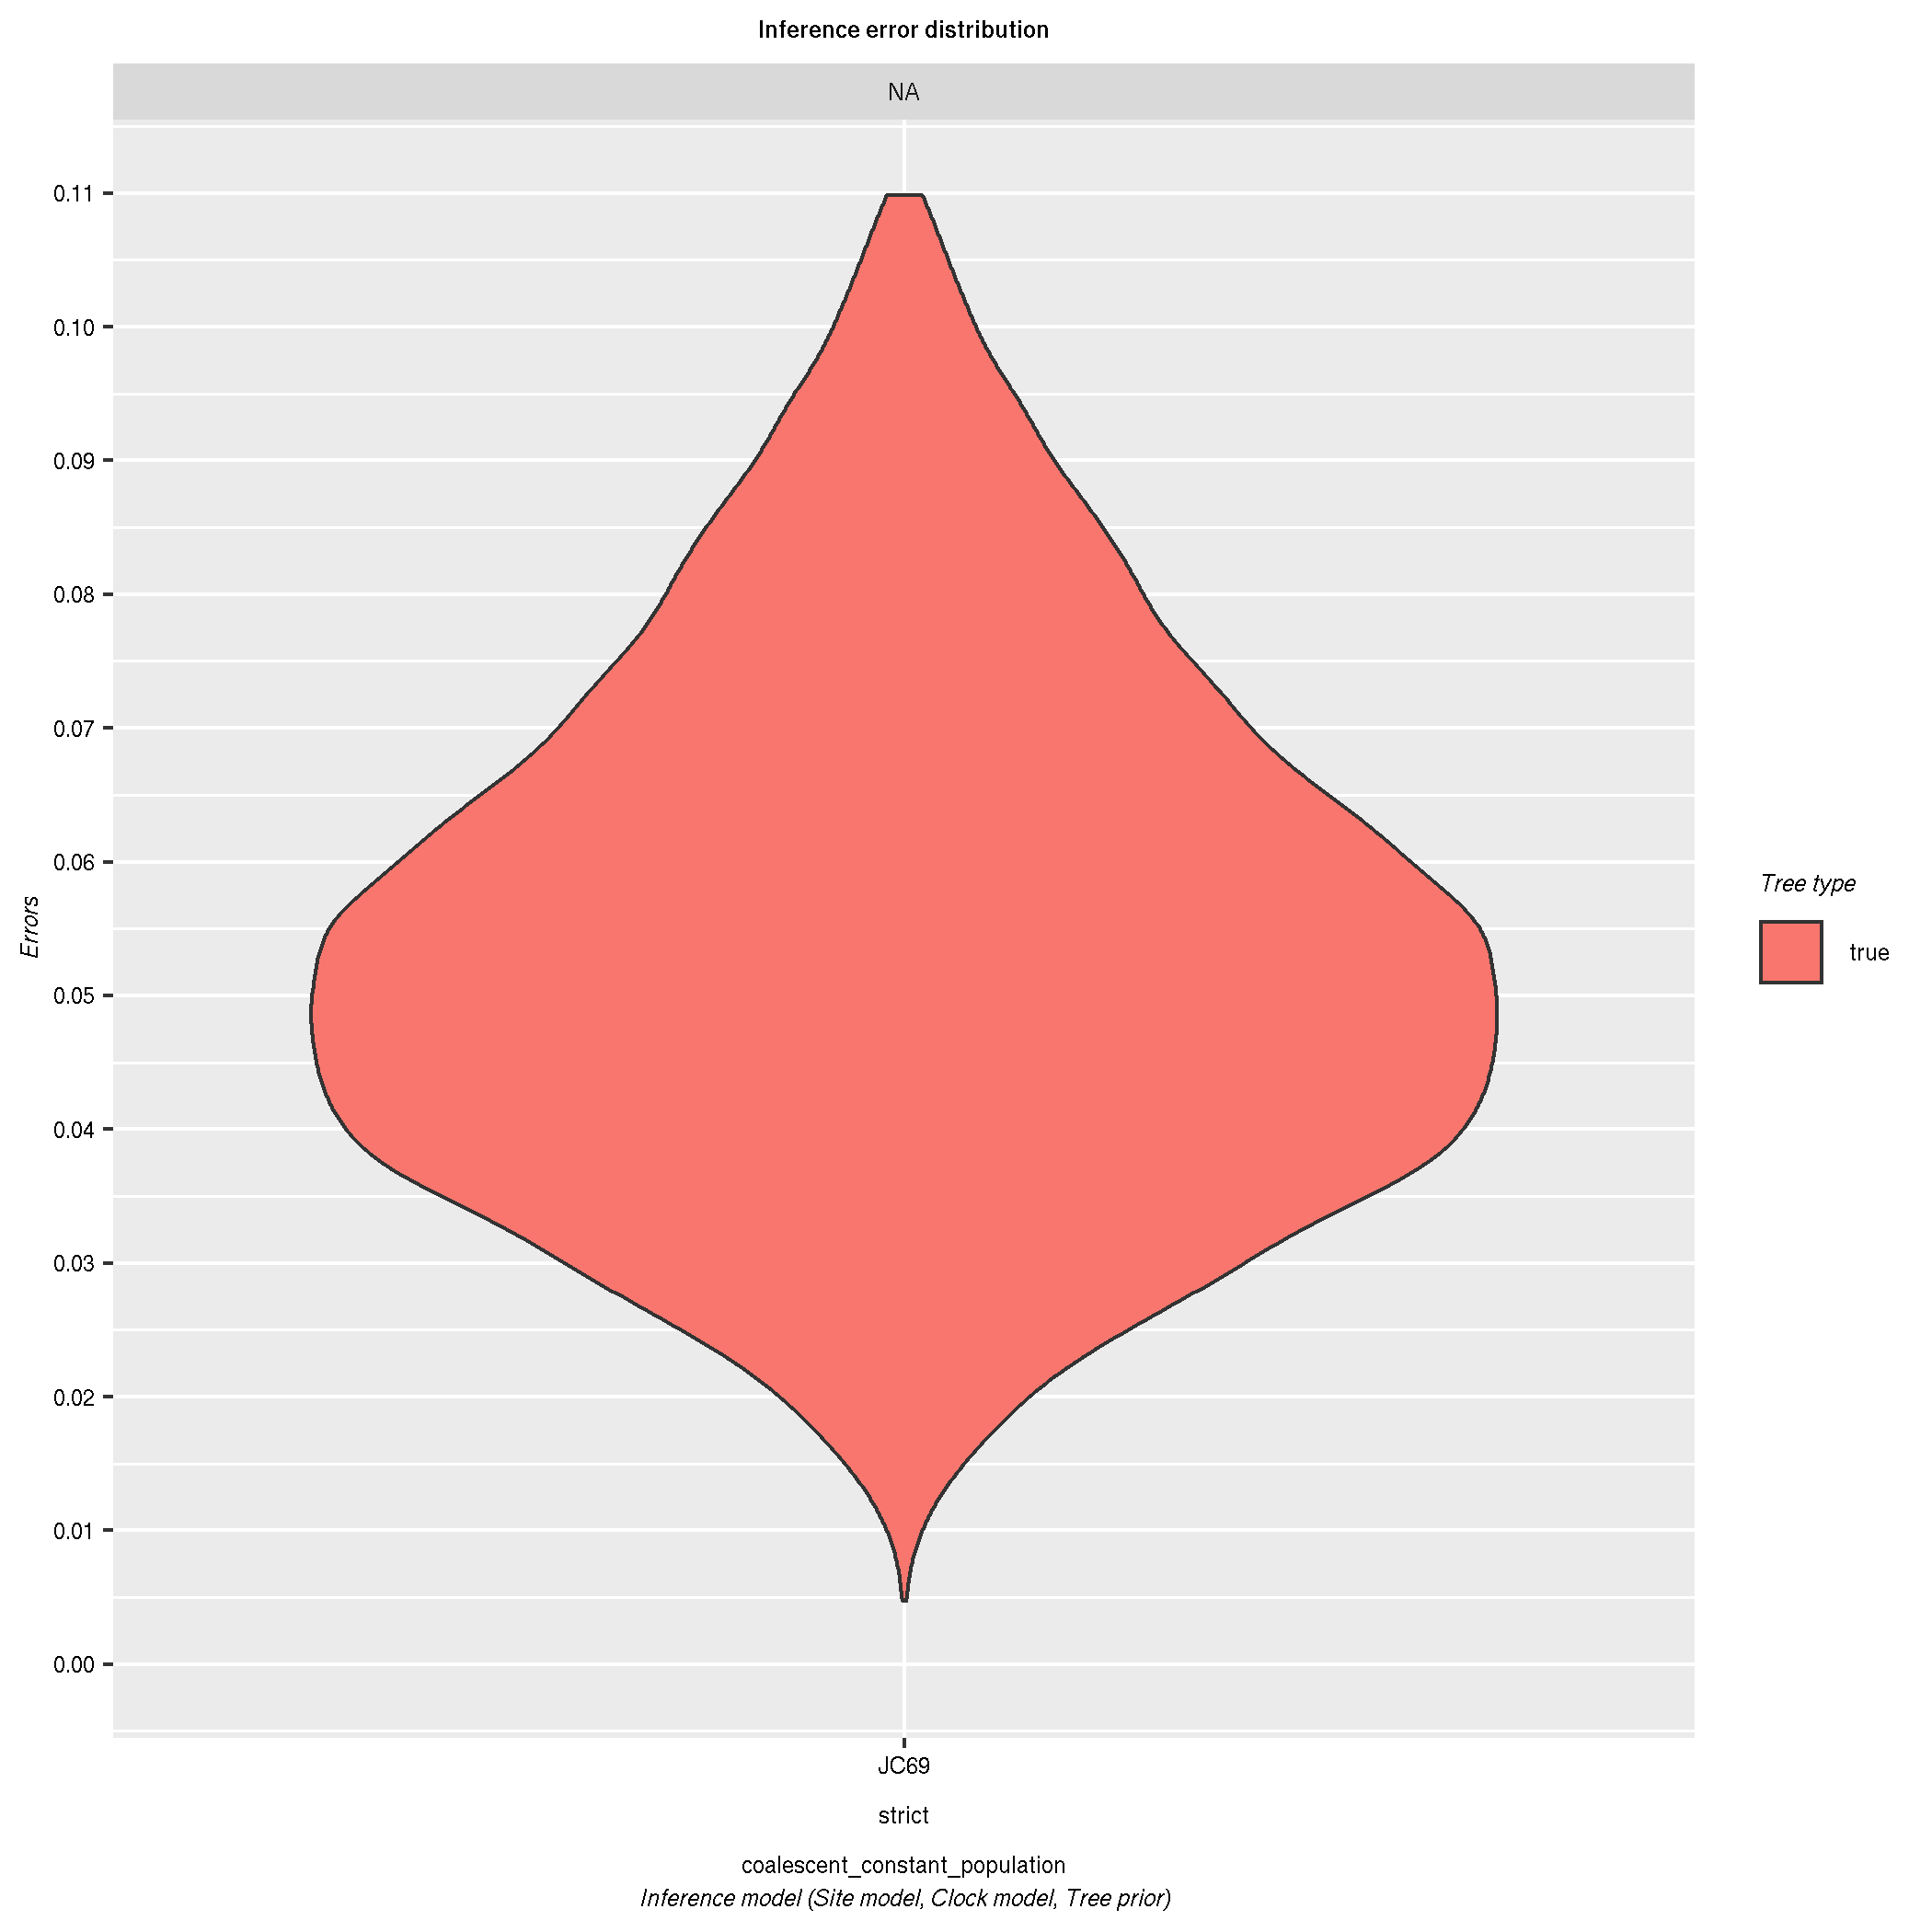 Inference error distribution
NA
0.11
0.10
0.09
0.08
0.07
0.06
0.05
0.04
0.03
0.02
0.01
0.00
Errors
Tree type
true
JC69
strict
coalescent_constant_population
Inference model (Site model, Clock model, Tree prior)